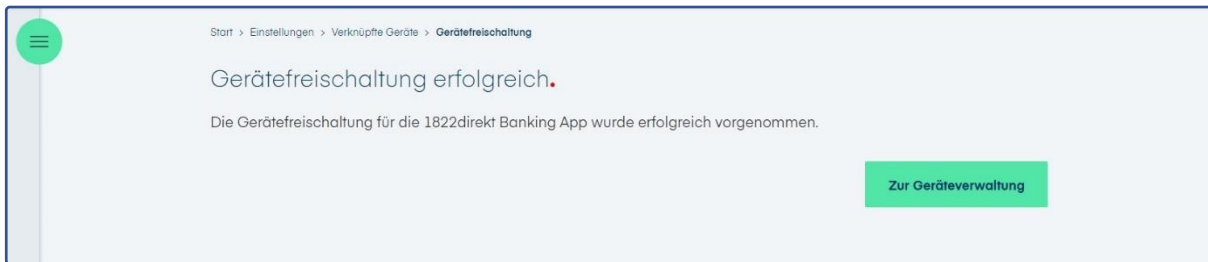 Start > Einstellungen > Verknüpfte Geräte > Gerätefreischaltung
Gerätefreischaltung erfolgreich.
Die Gerätefreischaltung für die 1822direkt Banking App wurde erfolgreich vorgenommen.
Zur Geräteverwaltung